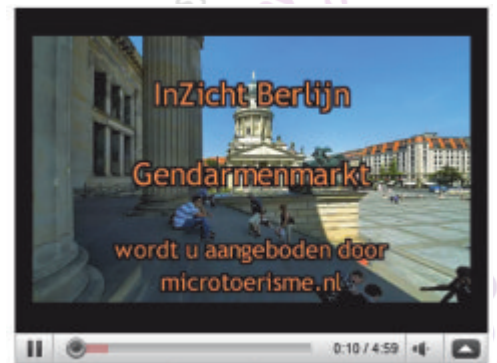 InZicht Berlijn
Gendarmenmarkt
wordt u aangeboden door
microtoerisme.nl
0:10 / 4:59